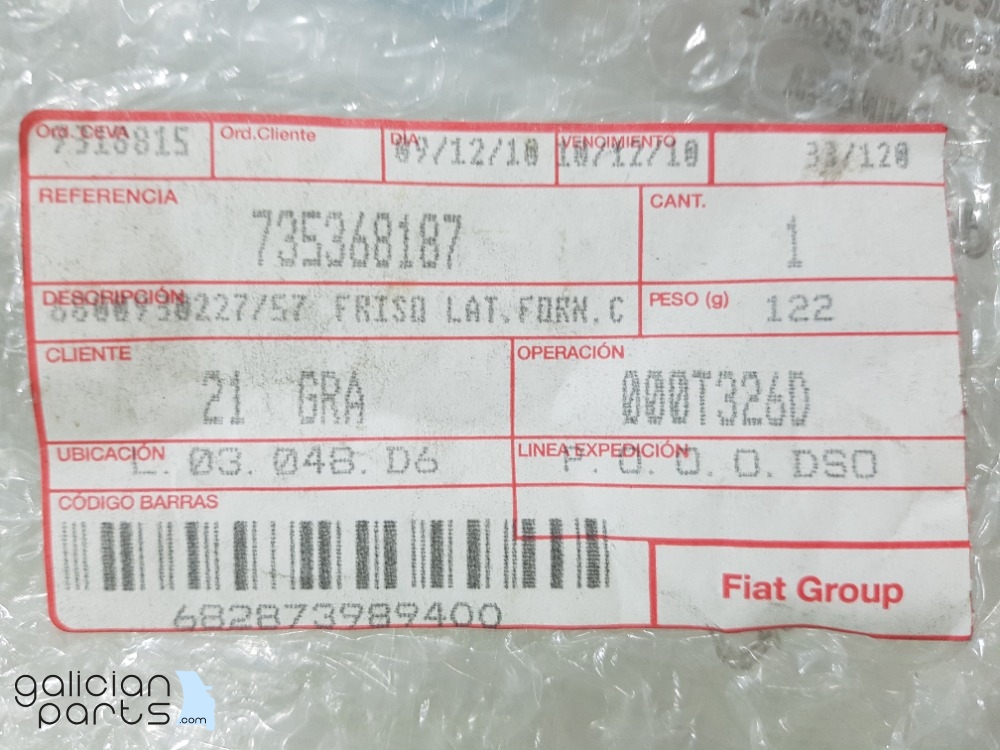 Ord. CEVA Ord.Cliente DIA VENCIMIENTO
7316815 09/12/10 10/12/10 33/120
REFERENCIA CANT.
735368187 1
DESCRIPCIÓN PESO (g)
FRISO LAT.FORN.C 122
CLIENTE OPERACIÓN
21 GRA 000T326D
UBICACIÓN LINEA EXPEDICIÓN
L.03.048.D6 P.0.0.0.DSO
CÓDIGO BARRAS
682873989400
Fiat Group
galician
parts.com